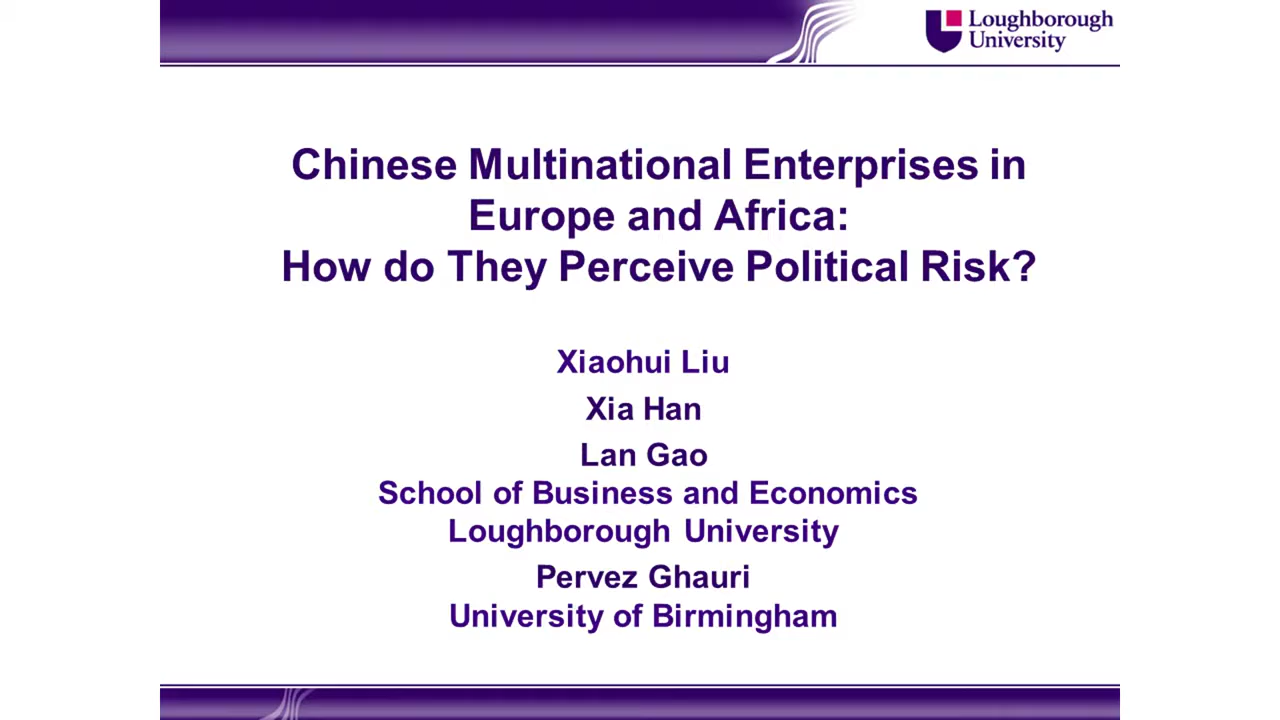 Loughborough
University
Chinese Multinational Enterprises in
Europe and Africa:
How do They Perceive Political Risk?
Xiaohui Liu
Xia Han
Lan Gao
School of Business and Economics
Loughborough University
Pervez Ghauri
University of Birmingham